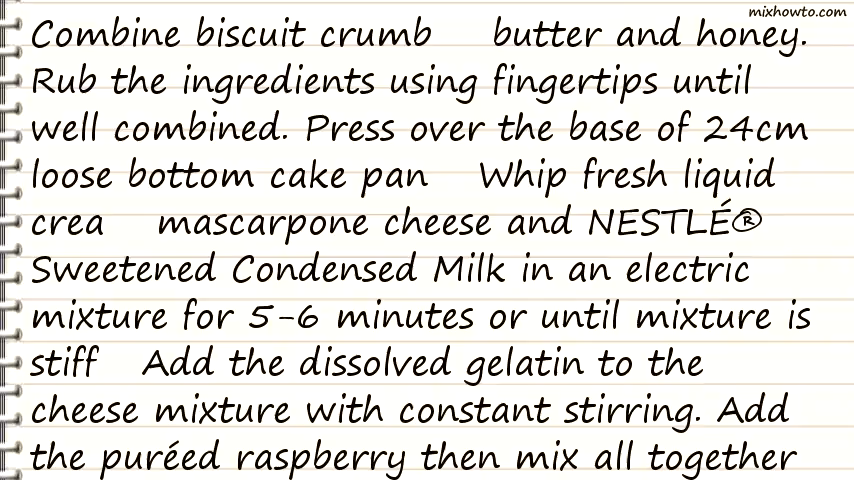 mixhowto.com
Combine biscuit crumb butter and honey.
Rub the ingredients using fingertips until
well combined. Press over the base of 24cm
loose bottom cake pan Whip fresh liquid
crea mascarpone cheese and NESTLÉ®
Sweetened Condensed Milk in an electric
mixture for 5-6 minutes or until mixture is
stiff Add the dissolved gelatin to the
cheese mixture with constant stirring. Add
the puréed raspberry then mix all together